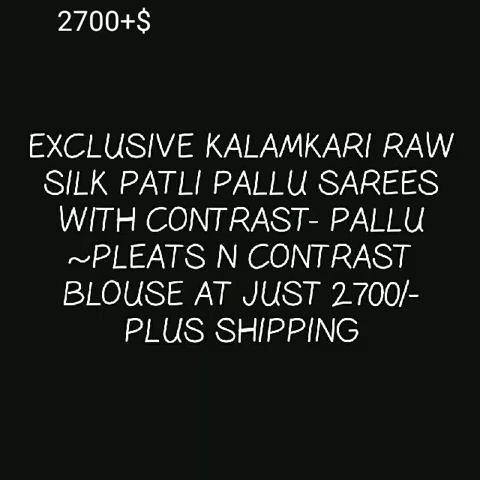 2700+$
EXCLUSIVE KALAMKARI RAW
SILK PATLI PALLU SAREES
WITH CONTRAST- PALLU
~PLEATS N CONTRAST
BLOUSE AT JUST 2700/-
PLUS SHIPPING